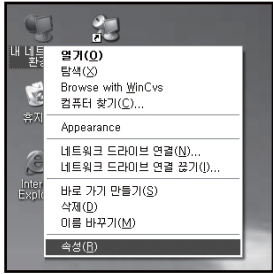 내 네트
환경
휴지
Inter
Explo
열기(O)
탐색(X)
Browse with WinCvs
컴퓨터 찾기(C)...
Appearance
네트워크 드라이브 연결(N)...
네트워크 드라이브 연결 끊기(I)...
바로 가기 만들기(S)
삭제(D)
이름 바꾸기(M)
속성(R)